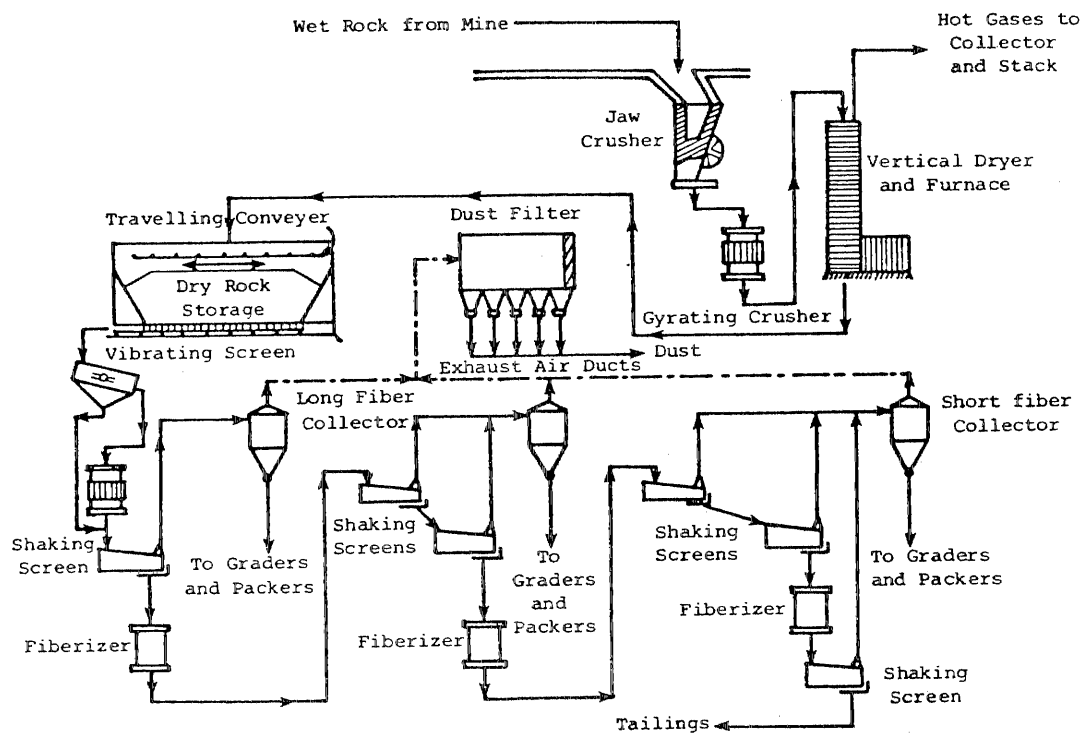 Wet Rock from Mine
Hot Gases to
Collector
and Stack
Jaw
Crusher
Vertical Dryer
and Furnace
Travelling Conveyer
Dust Filter
Dry Rock
Storage
Gyrating Crusher
Vibrating Screen
Dust
Exhaust Air Ducts
Long Fiber
Collector
Short fiber
Collector
Shaking
Screen
Shaking
Screens
Shaking
Screens
To Graders
and Packers
To
Graders
and
Packers
To Graders
and Packers
Fiberizer
Fiberizer
Fiberizer
Shaking
Screen
Tailings